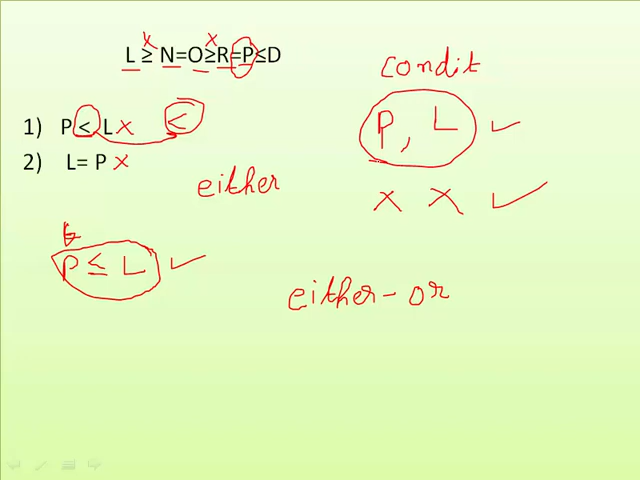 L ≥ N=O≥R=P≤D
condit
1) P < L x <
P, L ✓
2) L= P x
either
x x ✓
P ≤ L ✓
either-or